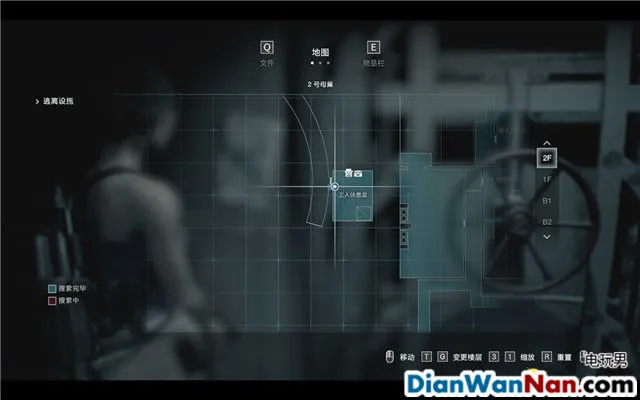 Q 地图 E
文件 物品栏
2 号母巢
逃离设施
2F
1F
B1
B2
工人休息室
搜索完毕
搜索中
移动 T G 变更楼层 3 1 缩放 R 重置
电玩男
DianWanNan.com